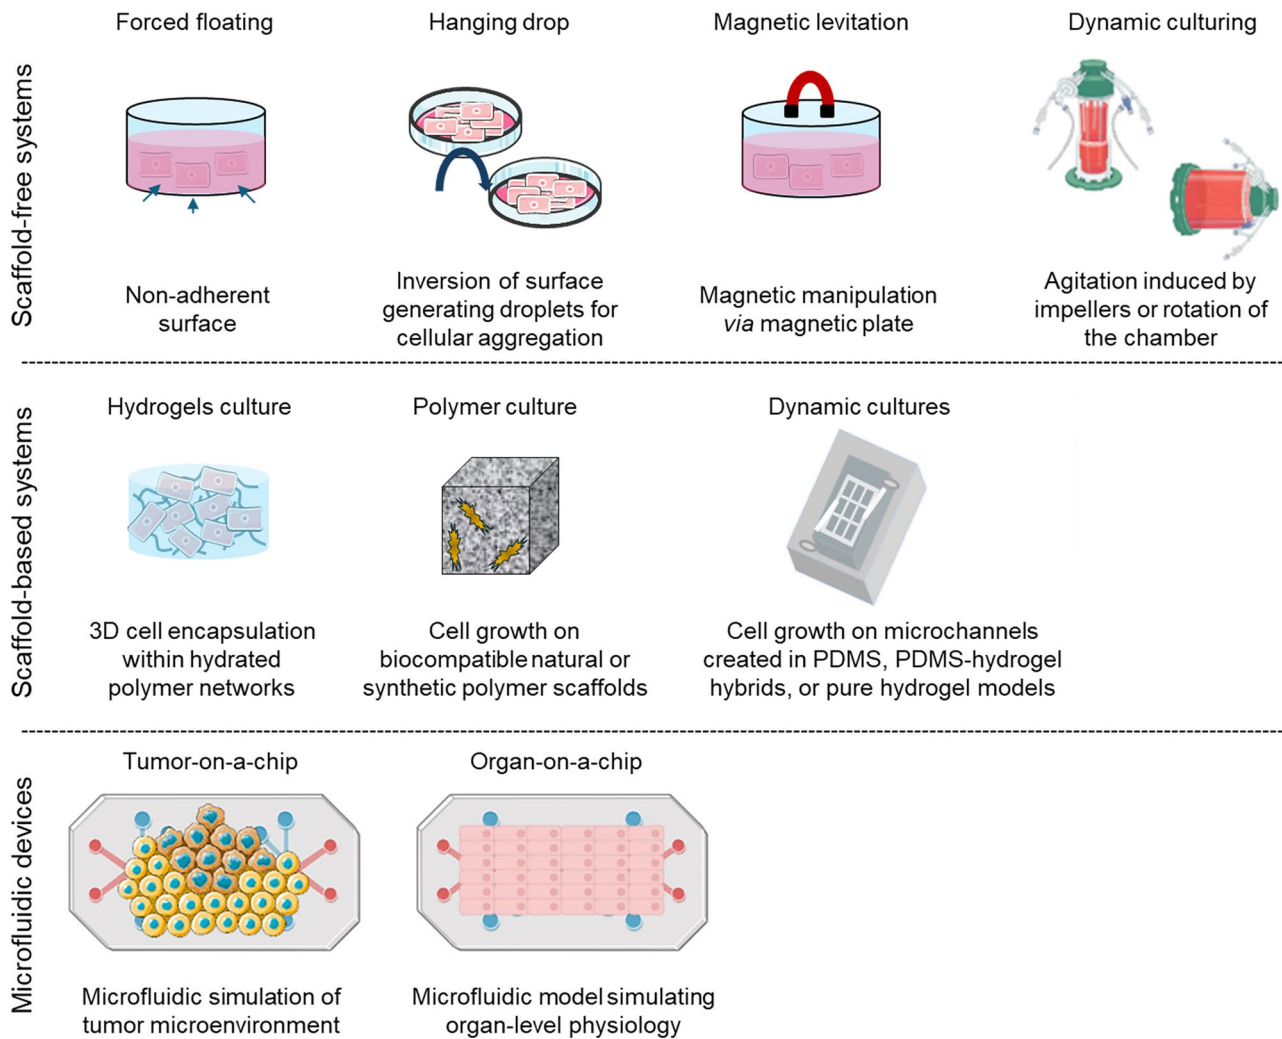 Scaffold-free systems
Forced floating
Hanging drop
Magnetic levitation
Dynamic culturing
Non-adherent
surface
Inversion of surface
generating droplets for
cellular aggregation
Magnetic manipulation
via magnetic plate
Agitation induced by
impellers or rotation of
the chamber
Scaffold-based systems
Hydrogels culture
Polymer culture
Dynamic cultures
3D cell encapsulation
within hydrated
polymer networks
Cell growth on
biocompatible natural or
synthetic polymer scaffolds
Cell growth on microchannels
created in PDMS, PDMS-hydrogel
hybrids, or pure hydrogel models
Microfluidic devices
Tumor-on-a-chip
Organ-on-a-chip
Microfluidic simulation of
tumor microenvironment
Microfluidic model simulating
organ-level physiology